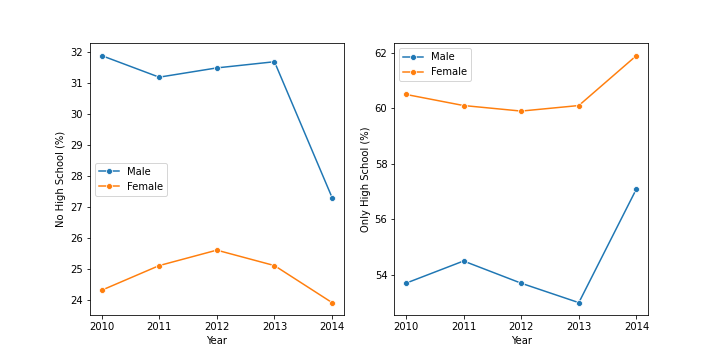 No High School (%)
32
31
30
29
28
27
26
25
24
Male
Female
2010 2011 2012 2013 2014
Year
Only High School (%)
62
60
58
56
54
Male
Female
2010 2011 2012 2013 2014
Year